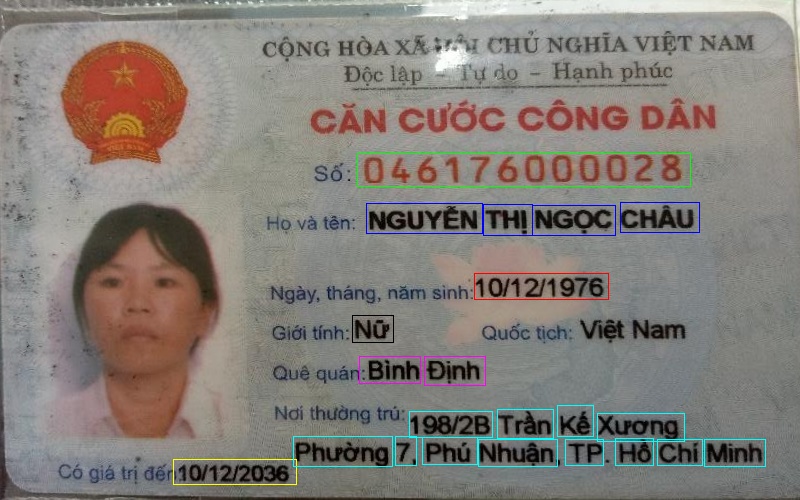 CỘNG HÒA XÃ HỘI CHỦ NGHĨA VIỆT NAM
Độc lập - Tự do - Hạnh phúc
CĂN CƯỚC CÔNG DÂN
Số: 046176000028
Họ và tên: NGUYỄN THỊ NGỌC CHÂU
Ngày, tháng, năm sinh: 10/12/1976
Giới tính: Nữ Quốc tịch: Việt Nam
Quê quán: Bình Định
Nơi thường trú: 198/2B Trần Kế Xương
Phường 7, Phú Nhuận, TP. Hồ Chí Minh
Có giá trị đến: 10/12/2036